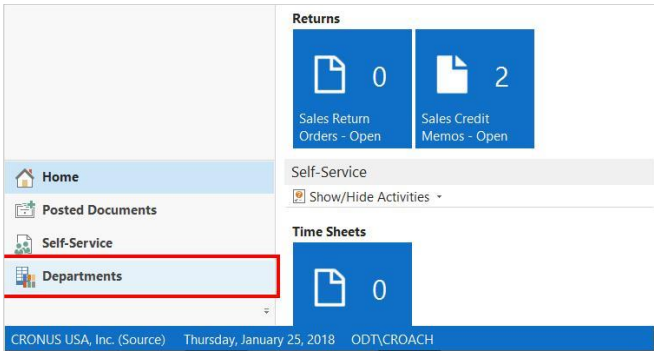 Returns
0
2
Sales Return
Orders - Open
Sales Credit
Memos - Open
Home
Posted Documents
Self-Service
Departments
Self-Service
Show/Hide Activities
Time Sheets
0
CRONUS USA, Inc. (Source) Thursday, January 25, 2018 ODT\CROACH